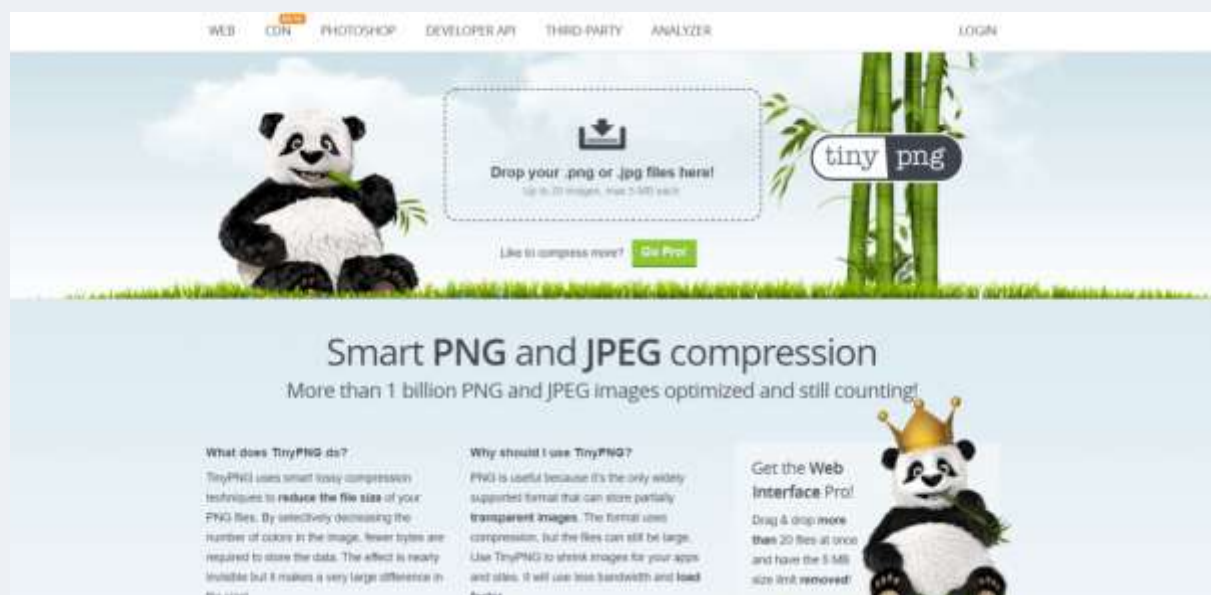 WEB CDN PHOTOSHOP DEVELOPER API THIRD-PARTY ANALYZER LOGIN
Drop your .png or .jpg files here!
Up to 20 images, max 5 MB each
tiny png
Like to compress more? Go Pro!
Smart PNG and JPEG compression
More than 1 billion PNG and JPEG images optimized and still counting!
What does TinyPNG do?
TinyPNG uses smart lossy compression
techniques to reduce the file size of your
PNG files. By selectively decreasing the
number of colors in the image, fewer bytes are
required to store the data. The effect is nearly
invisible but it makes a very large difference in
Why should I use TinyPNG?
PNG is useful because it's the only widely
supported format that can store partially
transparent images. The format uses
compression, but the files can still be large.
Use TinyPNG to shrink images for your apps
and sites. It will use less bandwidth and load
Get the Web
Interface Pro!
Drag & drop more
than 20 files at once
and have the 5 MB
size limit removed!